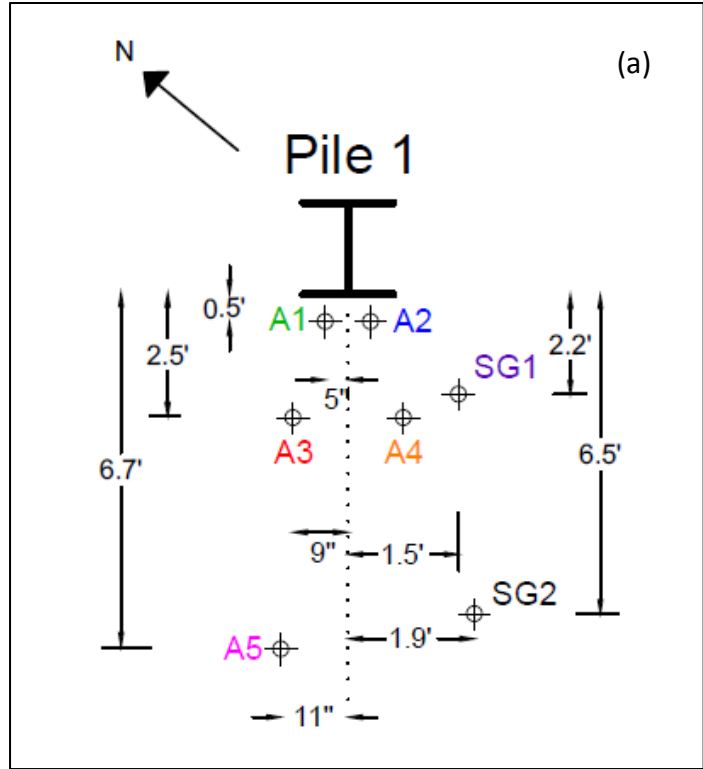 N
(a)
Pile 1
0.5'
A1
A2
2.5'
2.2'
SG1
5"
A3
A4
6.7'
6.5'
9"
1.5'
SG2
A5
1.9'
11"